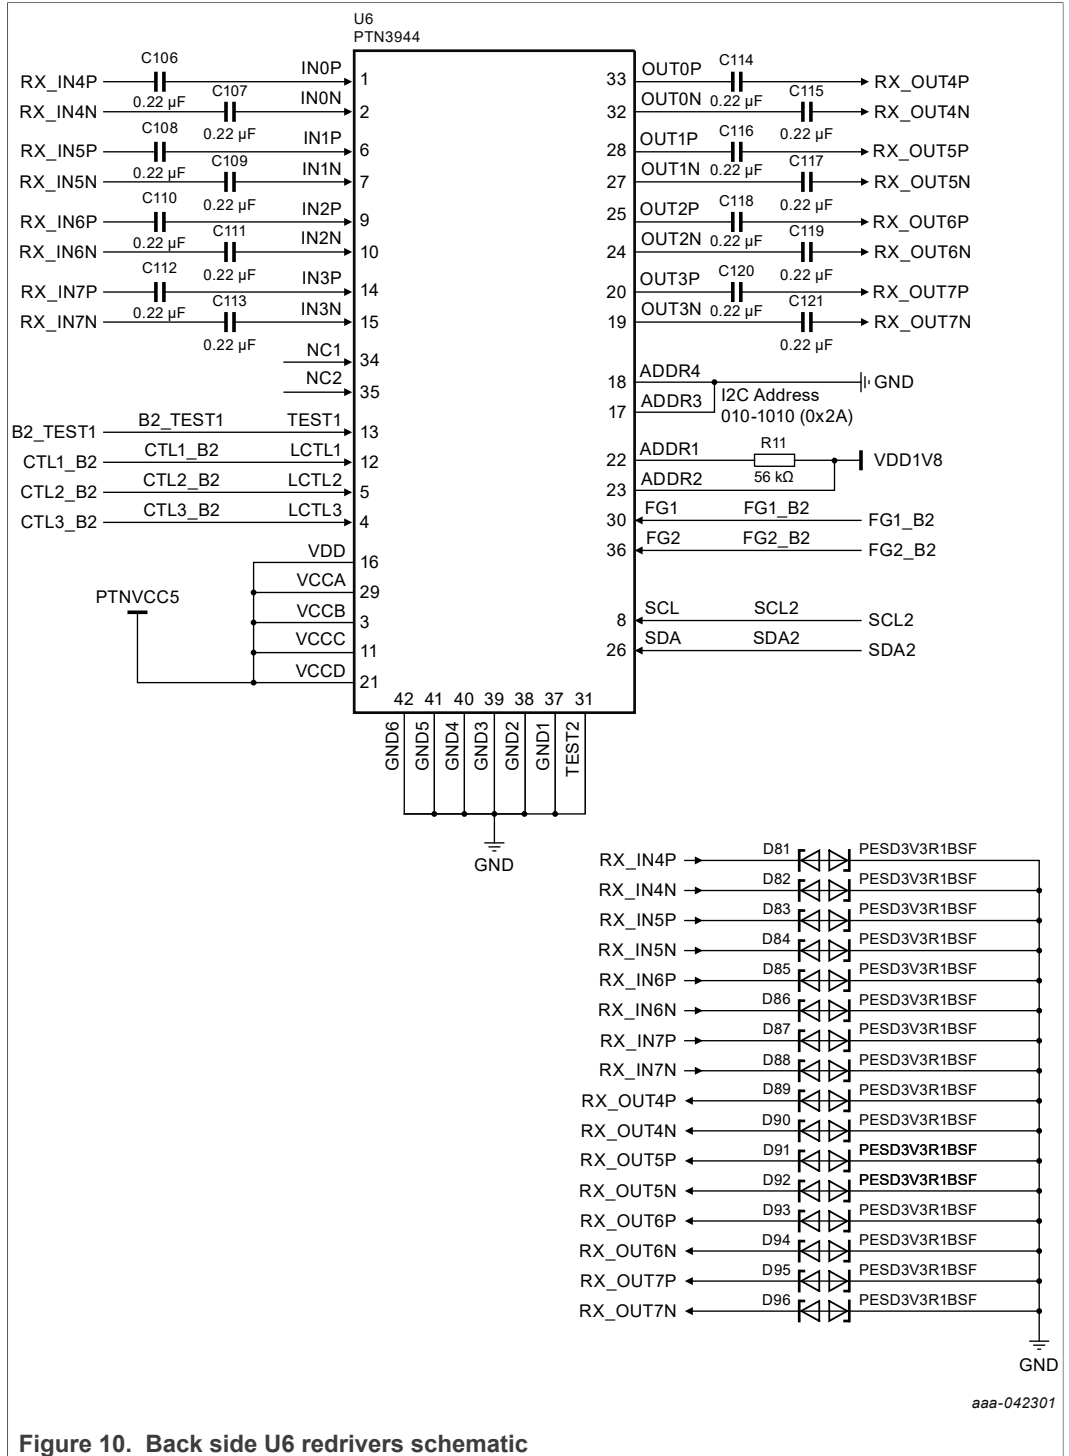 U6
PTN3944
RX_IN4P C106 IN0P 1 33 OUT0P C114 RX_OUT4P
RX_IN4N 0.22 µF C107 IN0N 2 32 OUT0N 0.22 µF C115 RX_OUT4N
C108 0.22 µF C116 0.22 µF
RX_IN5P IN1P 6 28 OUT1P RX_OUT5P
RX_IN5N 0.22 µF C109 IN1N 7 27 OUT1N 0.22 µF C117 RX_OUT5N
C110 0.22 µF C118 0.22 µF
RX_IN6P IN2P 9 25 OUT2P RX_OUT6P
RX_IN6N 0.22 µF C111 IN2N 10 24 OUT2N 0.22 µF C119 RX_OUT6N
C112 0.22 µF C120 0.22 µF
RX_IN7P IN3P 14 20 OUT3P RX_OUT7P
RX_IN7N 0.22 µF C113 IN3N 15 19 OUT3N 0.22 µF C121 RX_OUT7N
0.22 µF 0.22 µF
NC1 34
NC2 35
18 ADDR4 GND
17 ADDR3 I2C Address
010-1010 (0x2A)
B2_TEST1 B2_TEST1 TEST1 13
CTL1_B2 CTL1_B2 LCTL1 12
CTL2_B2 CTL2_B2 LCTL2 5
CTL3_B2 CTL3_B2 LCTL3 4
22 ADDR1 R11 VDD1V8
56 kΩ
23 ADDR2
30 FG1 FG1_B2 FG1_B2
36 FG2 FG2_B2 FG2_B2
VDD 16
VCCA 29
PTNVCC5
VCCB 3
VCCC 11
VCCD 21
8 SCL SCL2 SCL2
26 SDA SDA2 SDA2
42 41 40 39 38 37 31
GND6 GND5 GND4 GND3 GND2 GND1 TEST2
GND
RX_IN4P D81 PESD3V3R1BSF
RX_IN4N D82 PESD3V3R1BSF
RX_IN5P D83 PESD3V3R1BSF
RX_IN5N D84 PESD3V3R1BSF
RX_IN6P D85 PESD3V3R1BSF
RX_IN6N D86 PESD3V3R1BSF
RX_IN7P D87 PESD3V3R1BSF
RX_IN7N D88 PESD3V3R1BSF
RX_OUT4P D89 PESD3V3R1BSF
RX_OUT4N D90 PESD3V3R1BSF
RX_OUT5P D91 PESD3V3R1BSF
RX_OUT5N D92 PESD3V3R1BSF
RX_OUT6P D93 PESD3V3R1BSF
RX_OUT6N D94 PESD3V3R1BSF
RX_OUT7P D95 PESD3V3R1BSF
RX_OUT7N D96 PESD3V3R1BSF
GND
aaa-042301
Figure 10. Back side U6 redrivers schematic